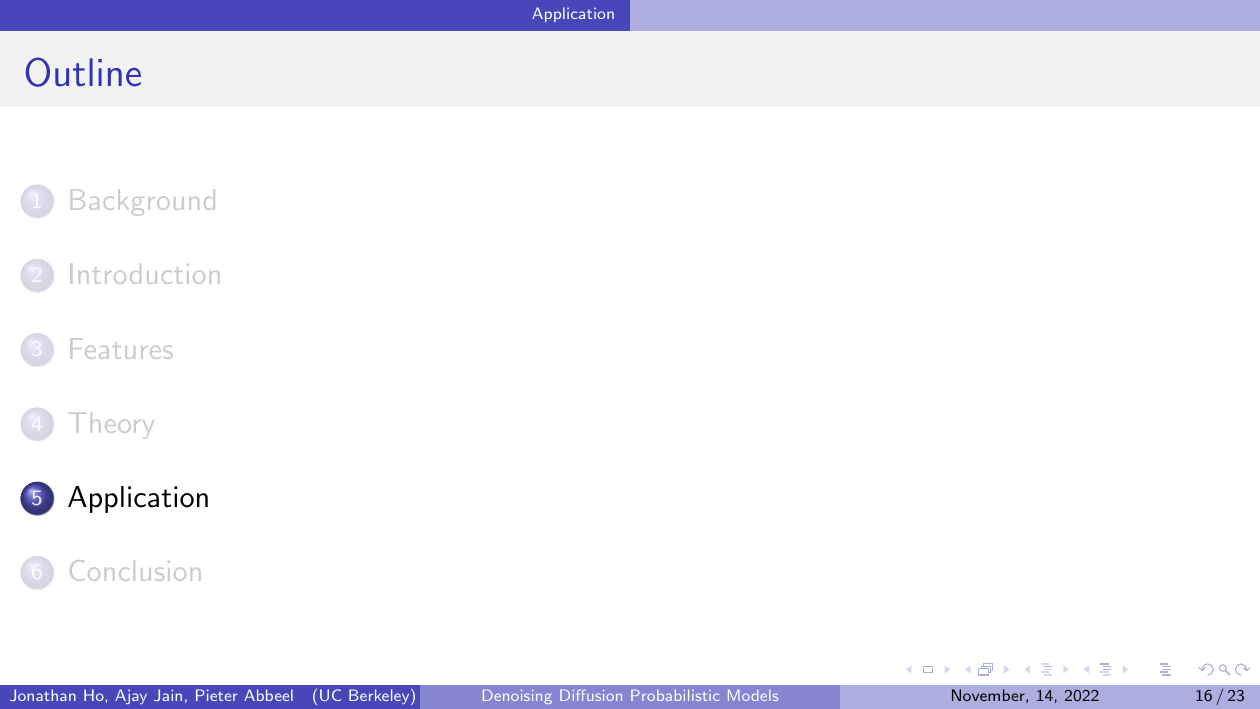 Application
Outline
1 Background
2 Introduction
3 Features
4 Theory
5 Application
6 Conclusion
Jonathan Ho, Ajay Jain, Pieter Abbeel (UC Berkeley) Denoising Diffusion Probabilistic Models November, 14, 2022 16 / 23